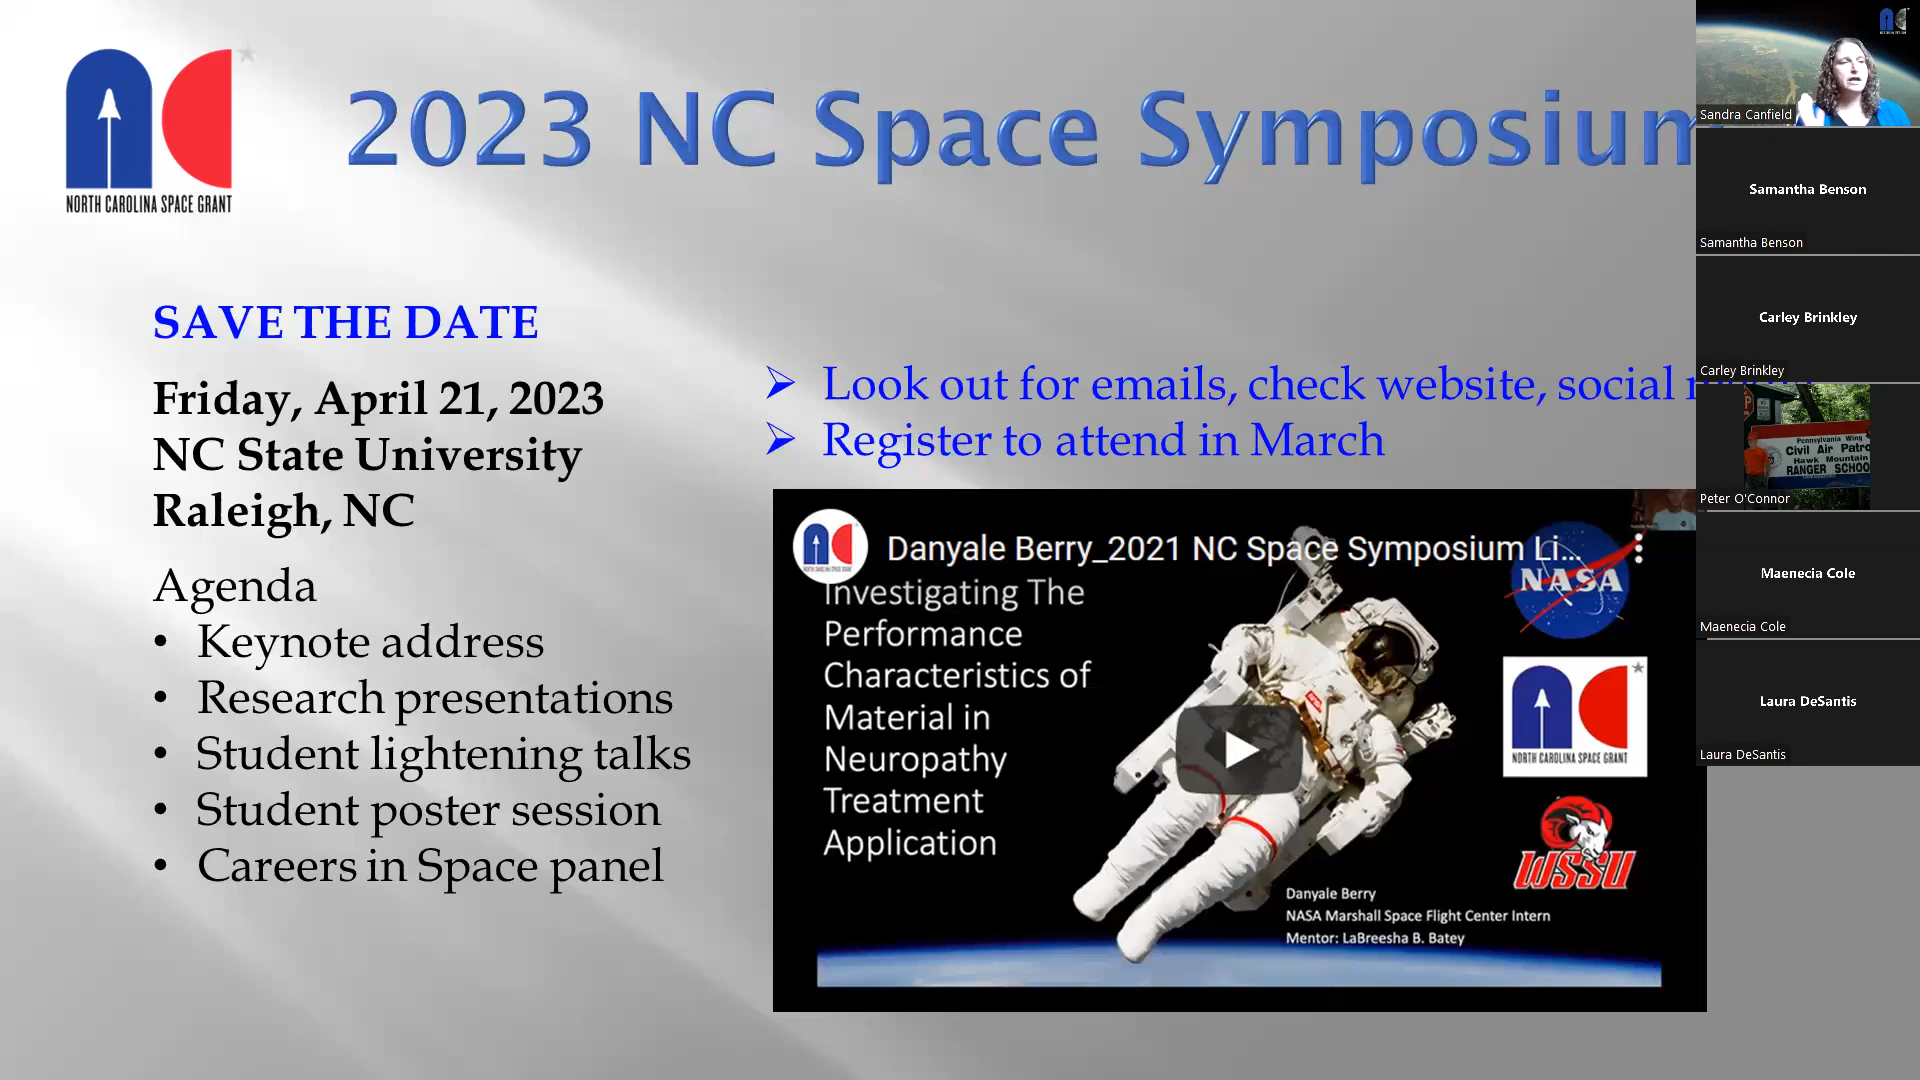 NORTH CAROLINA SPACE GRANT
2023 NC Space Symposium
SAVE THE DATE
Friday, April 21, 2023
NC State University
Raleigh, NC
Agenda
• Keynote address
• Research presentations
• Student lightening talks
• Student poster session
• Careers in Space panel
➢ Look out for emails, check website, social
➢ Register to attend in March
Danyale Berry_2021 NC Space Symposium Li...
Investigating The
Performance
Characteristics of
Material in
Neuropathy
Treatment
Application
NASA
NORTH CAROLINA SPACE GRANT
WSSU
Danyale Berry
NASA Marshall Space Flight Center Intern
Mentor: LaBreesha B. Batey
Sandra Canfield
Samantha Benson
Samantha Benson
Carley Brinkley
Carley Brinkley
Pennsylvania Wing
Civil Air Patro
Hawk Mountain
RANGER SCHOO
Peter O'Connor
Maenecia Cole
Maenecia Cole
Laura DeSantis
Laura DeSantis